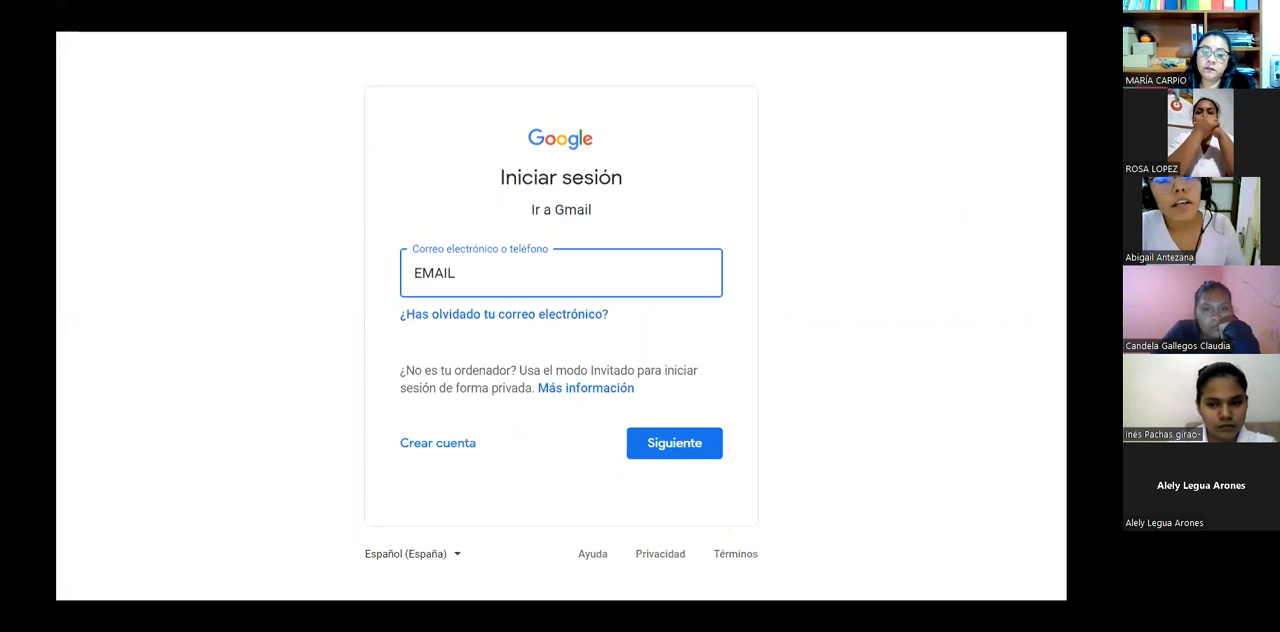 Google
Iniciar sesión
Ir a Gmail
Correo electrónico o teléfono
EMAIL
¿Has olvidado tu correo electrónico?
¿No es tu ordenador? Usa el modo Invitado para iniciar
sesión de forma privada. Más información
Crear cuenta
Siguiente
Español (España)
Ayuda
Privacidad
Términos
MARÍA CARPIO
ROSA LOPEZ
Abigail Antezana
Candela Gallegos Claudia
Inés Pachas girao-
Alely Legua Arones
Alely Legua Arones